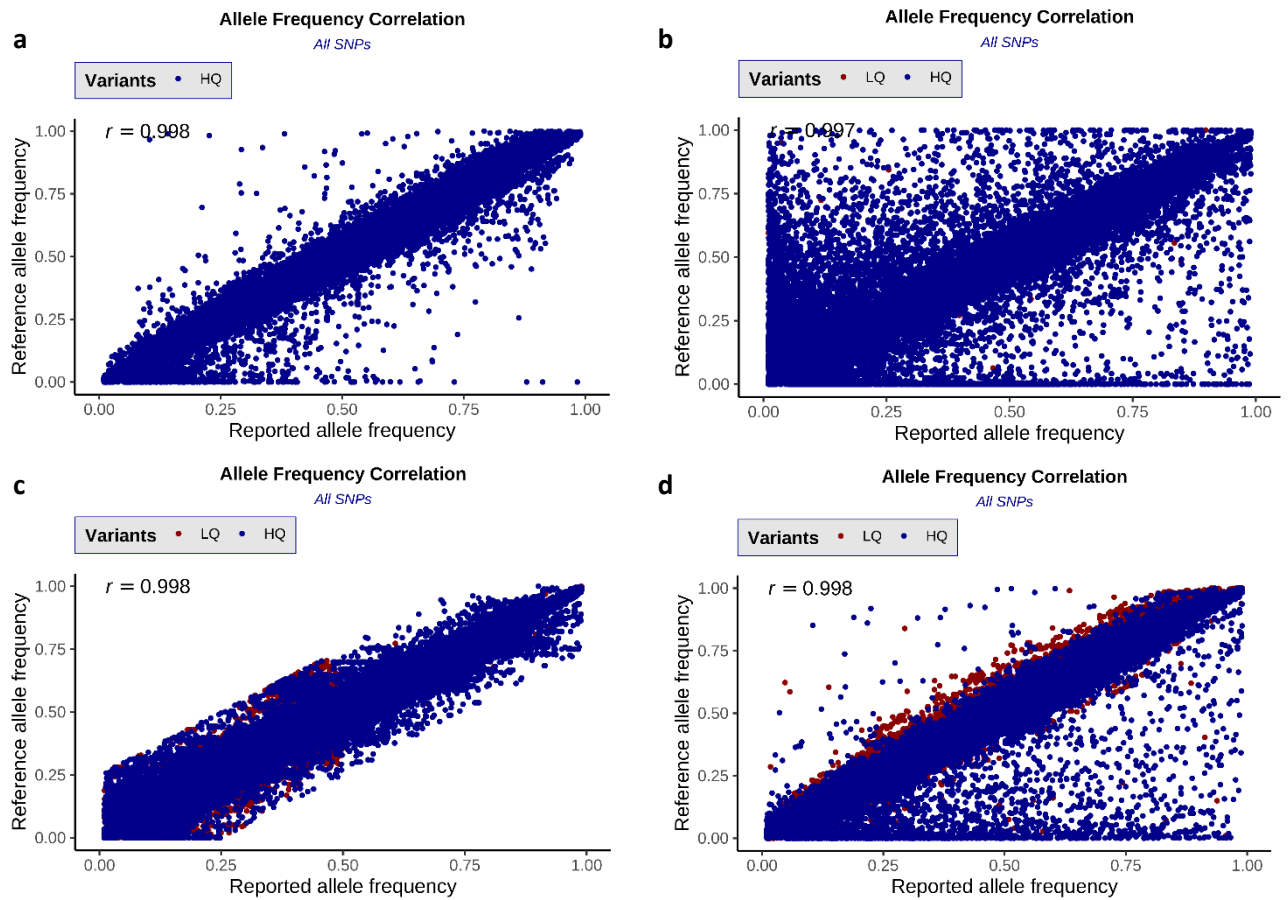 a
Allele Frequency Correlation
All SNPs
Variants • HQ
r = 0.998
1.00
0.75
0.50
0.25
0.00
Reference allele frequency
0.00 0.25 0.50 0.75 1.00
Reported allele frequency
b
Allele Frequency Correlation
All SNPs
Variants • LQ • HQ
r = 0.997
1.00
0.75
0.50
0.25
0.00
Reference allele frequency
0.00 0.25 0.50 0.75 1.00
Reported allele frequency
c
Allele Frequency Correlation
All SNPs
Variants • LQ • HQ
r = 0.998
1.00
0.75
0.50
0.25
0.00
Reference allele frequency
0.00 0.25 0.50 0.75 1.00
Reported allele frequency
d
Allele Frequency Correlation
All SNPs
Variants • LQ • HQ
r = 0.998
1.00
0.75
0.50
0.25
0.00
Reference allele frequency
0.00 0.25 0.50 0.75 1.00
Reported allele frequency